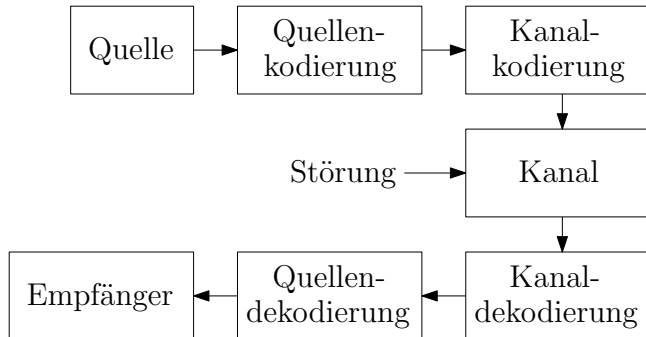 Quelle
Quellen-
kodierung
Kanal-
kodierung
Störung
Kanal
Empfänger
Quellen-
dekodierung
Kanal-
dekodierung